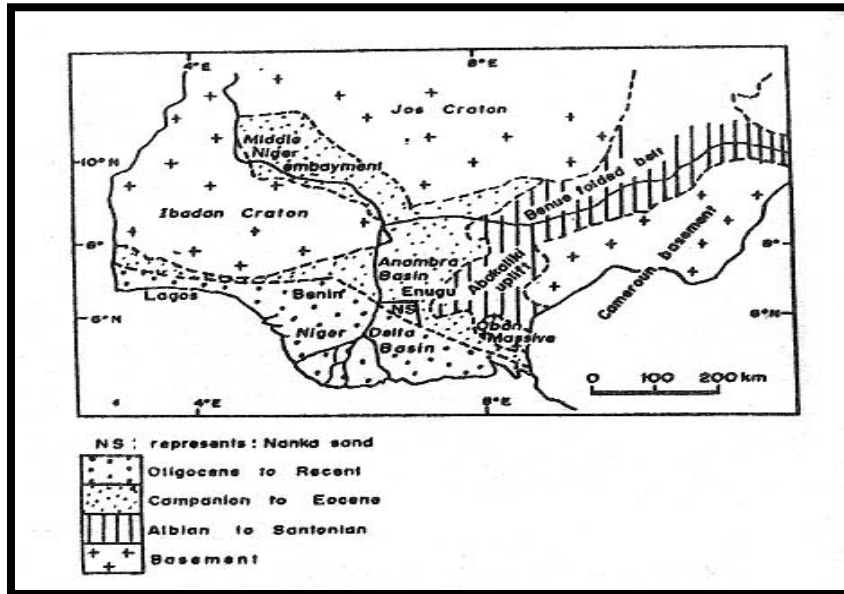 4°E
8°E
Jos Craton
Middle
Niger
embayment
10°N
Benue folded belt
Ibadan Craton
8°
8°
Anambra
Basin
Abakaliki
uplift
Cameroun basement
Enugu
NS
Lagos
Benin
6°N
6°N
Niger
Delta
Basin
Oban
Massive
0 100 200 km
4
4°E
8°E
NS : represents : Nanka sand
Oligocene to Recent
Campanion to Eocene
Albian to Santonian
Basement